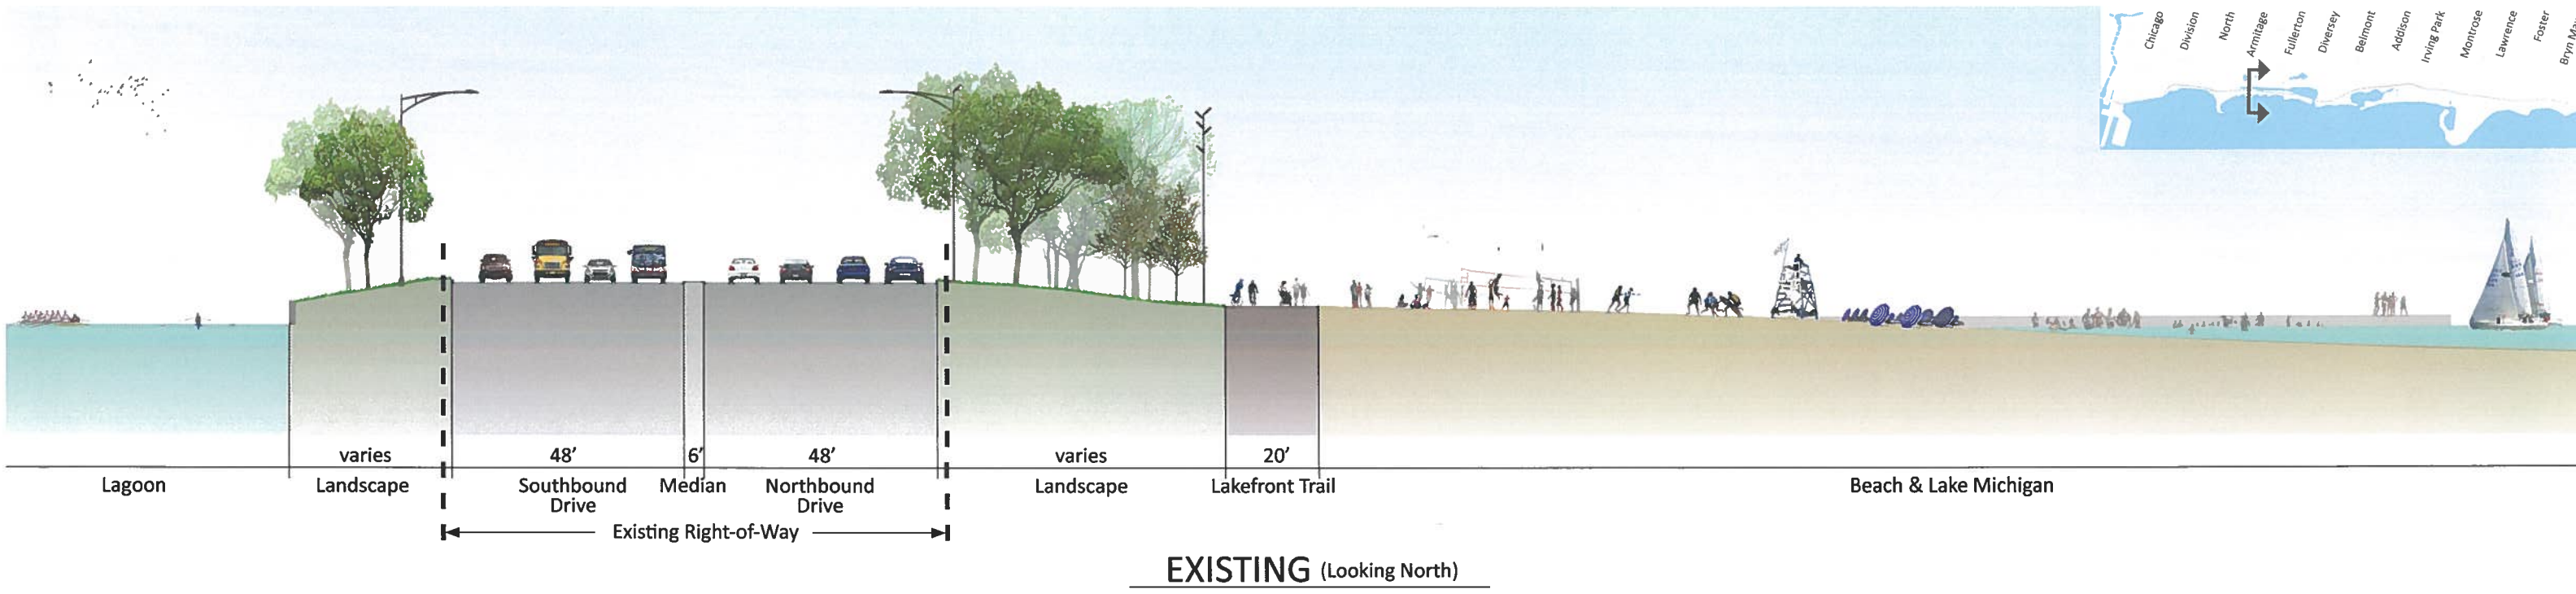 Chicago
Division
North
Armitage
Fullerton
Diversey
Belmont
Addison
Irving Park
Montrose
Lawrence
Foster
Bryn Ma
varies 48’ 6’ 48’ varies 20’
Lagoon Landscape Southbound Drive Median Northbound Drive Landscape Lakefront Trail Beach & Lake Michigan
Existing Right-of-Way
EXISTING (Looking North)